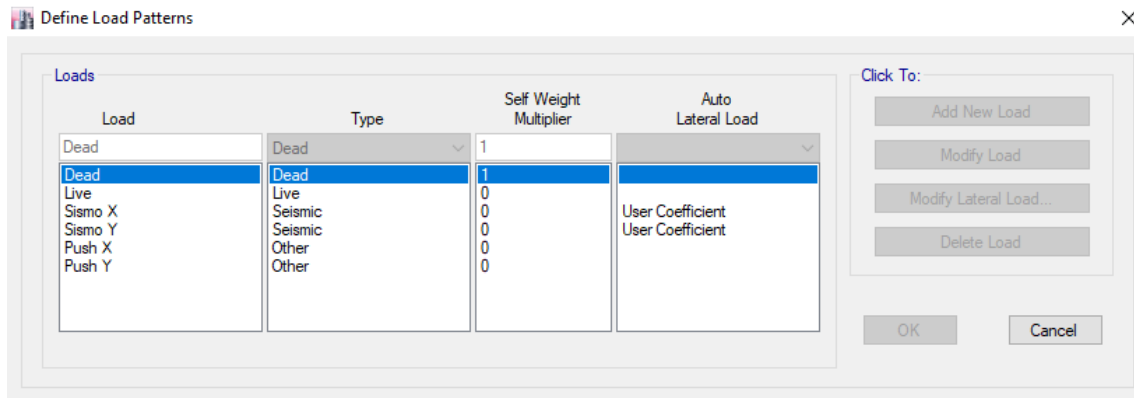 Define Load Patterns
Loads
Click To:
Load Type Self Weight Multiplier Auto Lateral Load
Dead Dead 1
Dead Dead 1
Live Live 0
Sismo X Seismic 0 User Coefficient
Sismo Y Seismic 0 User Coefficient
Push X Other 0
Push Y Other 0
Add New Load
Modify Load
Modify Lateral Load...
Delete Load
OK Cancel